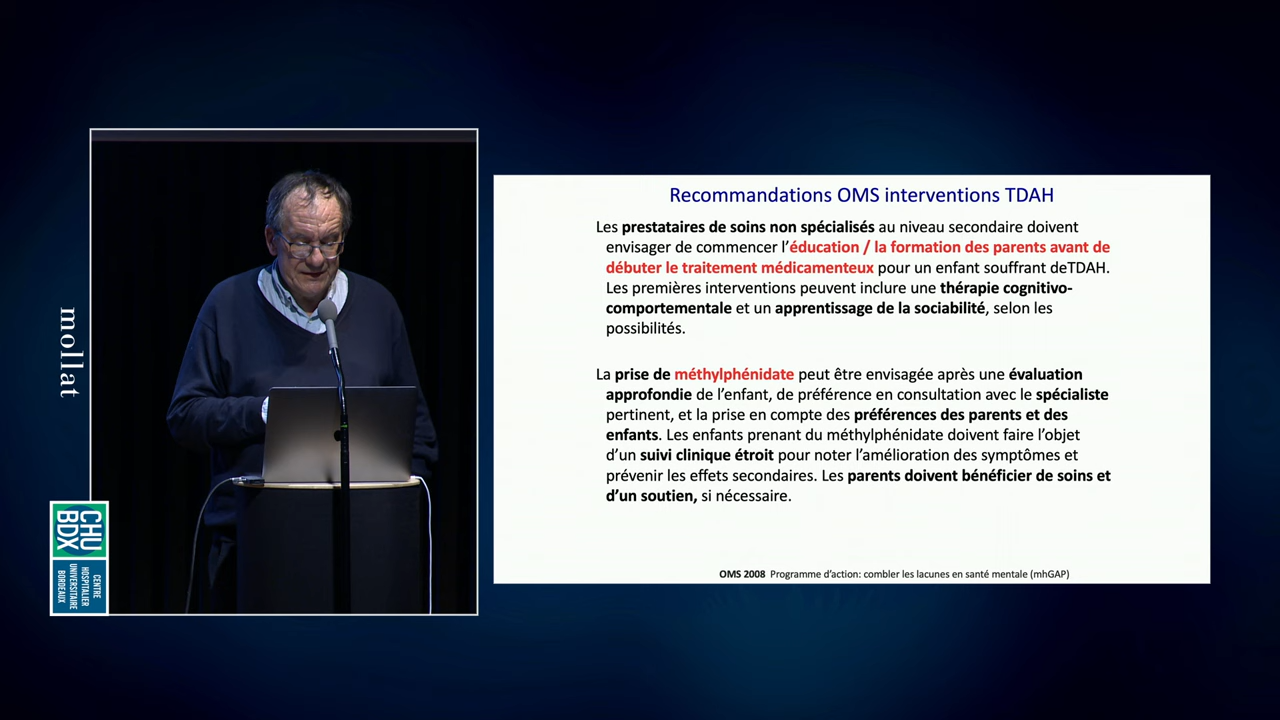 mollat
CHU
BDX
CENTRE
HOSPITALIER
UNIVERSITAIRE
BORDEAUX
Recommandations OMS interventions TDAH
Les prestataires de soins non spécialisés au niveau secondaire doivent
envisager de commencer l’éducation / la formation des parents avant de
débuter le traitement médicamenteux pour un enfant souffrant deTDAH.
Les premières interventions peuvent inclure une thérapie cognitivo-
comportementale et un apprentissage de la sociabilité, selon les
possibilités.
La prise de méthylphénidate peut être envisagée après une évaluation
approfondie de l’enfant, de préférence en consultation avec le spécialiste
pertinent, et la prise en compte des préférences des parents et des
enfants. Les enfants prenant du méthylphénidate doivent faire l’objet
d’un suivi clinique étroit pour noter l’amélioration des symptômes et
prévenir les effets secondaires. Les parents doivent bénéficier de soins et
d’un soutien, si nécessaire.
OMS 2008 Programme d’action: combler les lacunes en santé mentale (mhGAP)